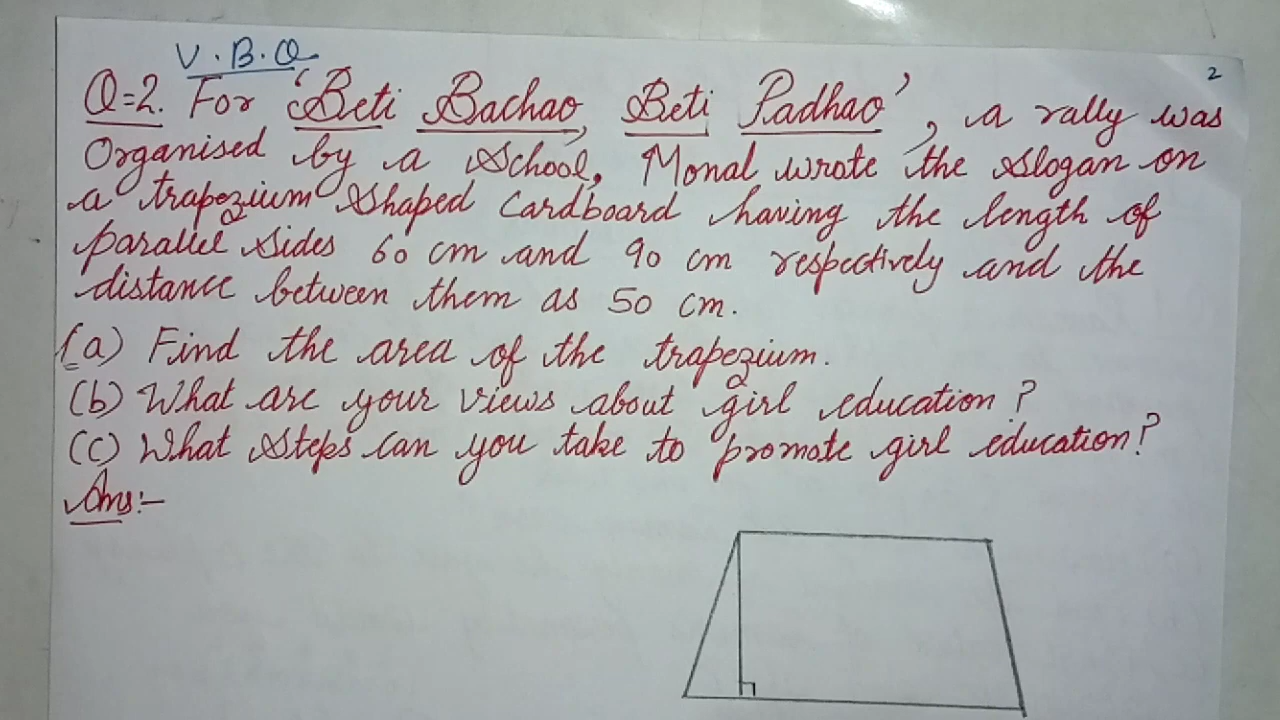 V.B.Q
2
Q=2. For 'Beti Bachao, Beti Padhao', a rally was
Organised by a School, Monal wrote the slogan on
a trapezium shaped Cardboard having the length of
parallel sides 60 cm and 90 cm respectively and the
distance between them as 50 cm.
(a) Find the area of the trapezium.
(b) What are your views about girl education?
(C) What steps can you take to promote girl education?
Ans:-